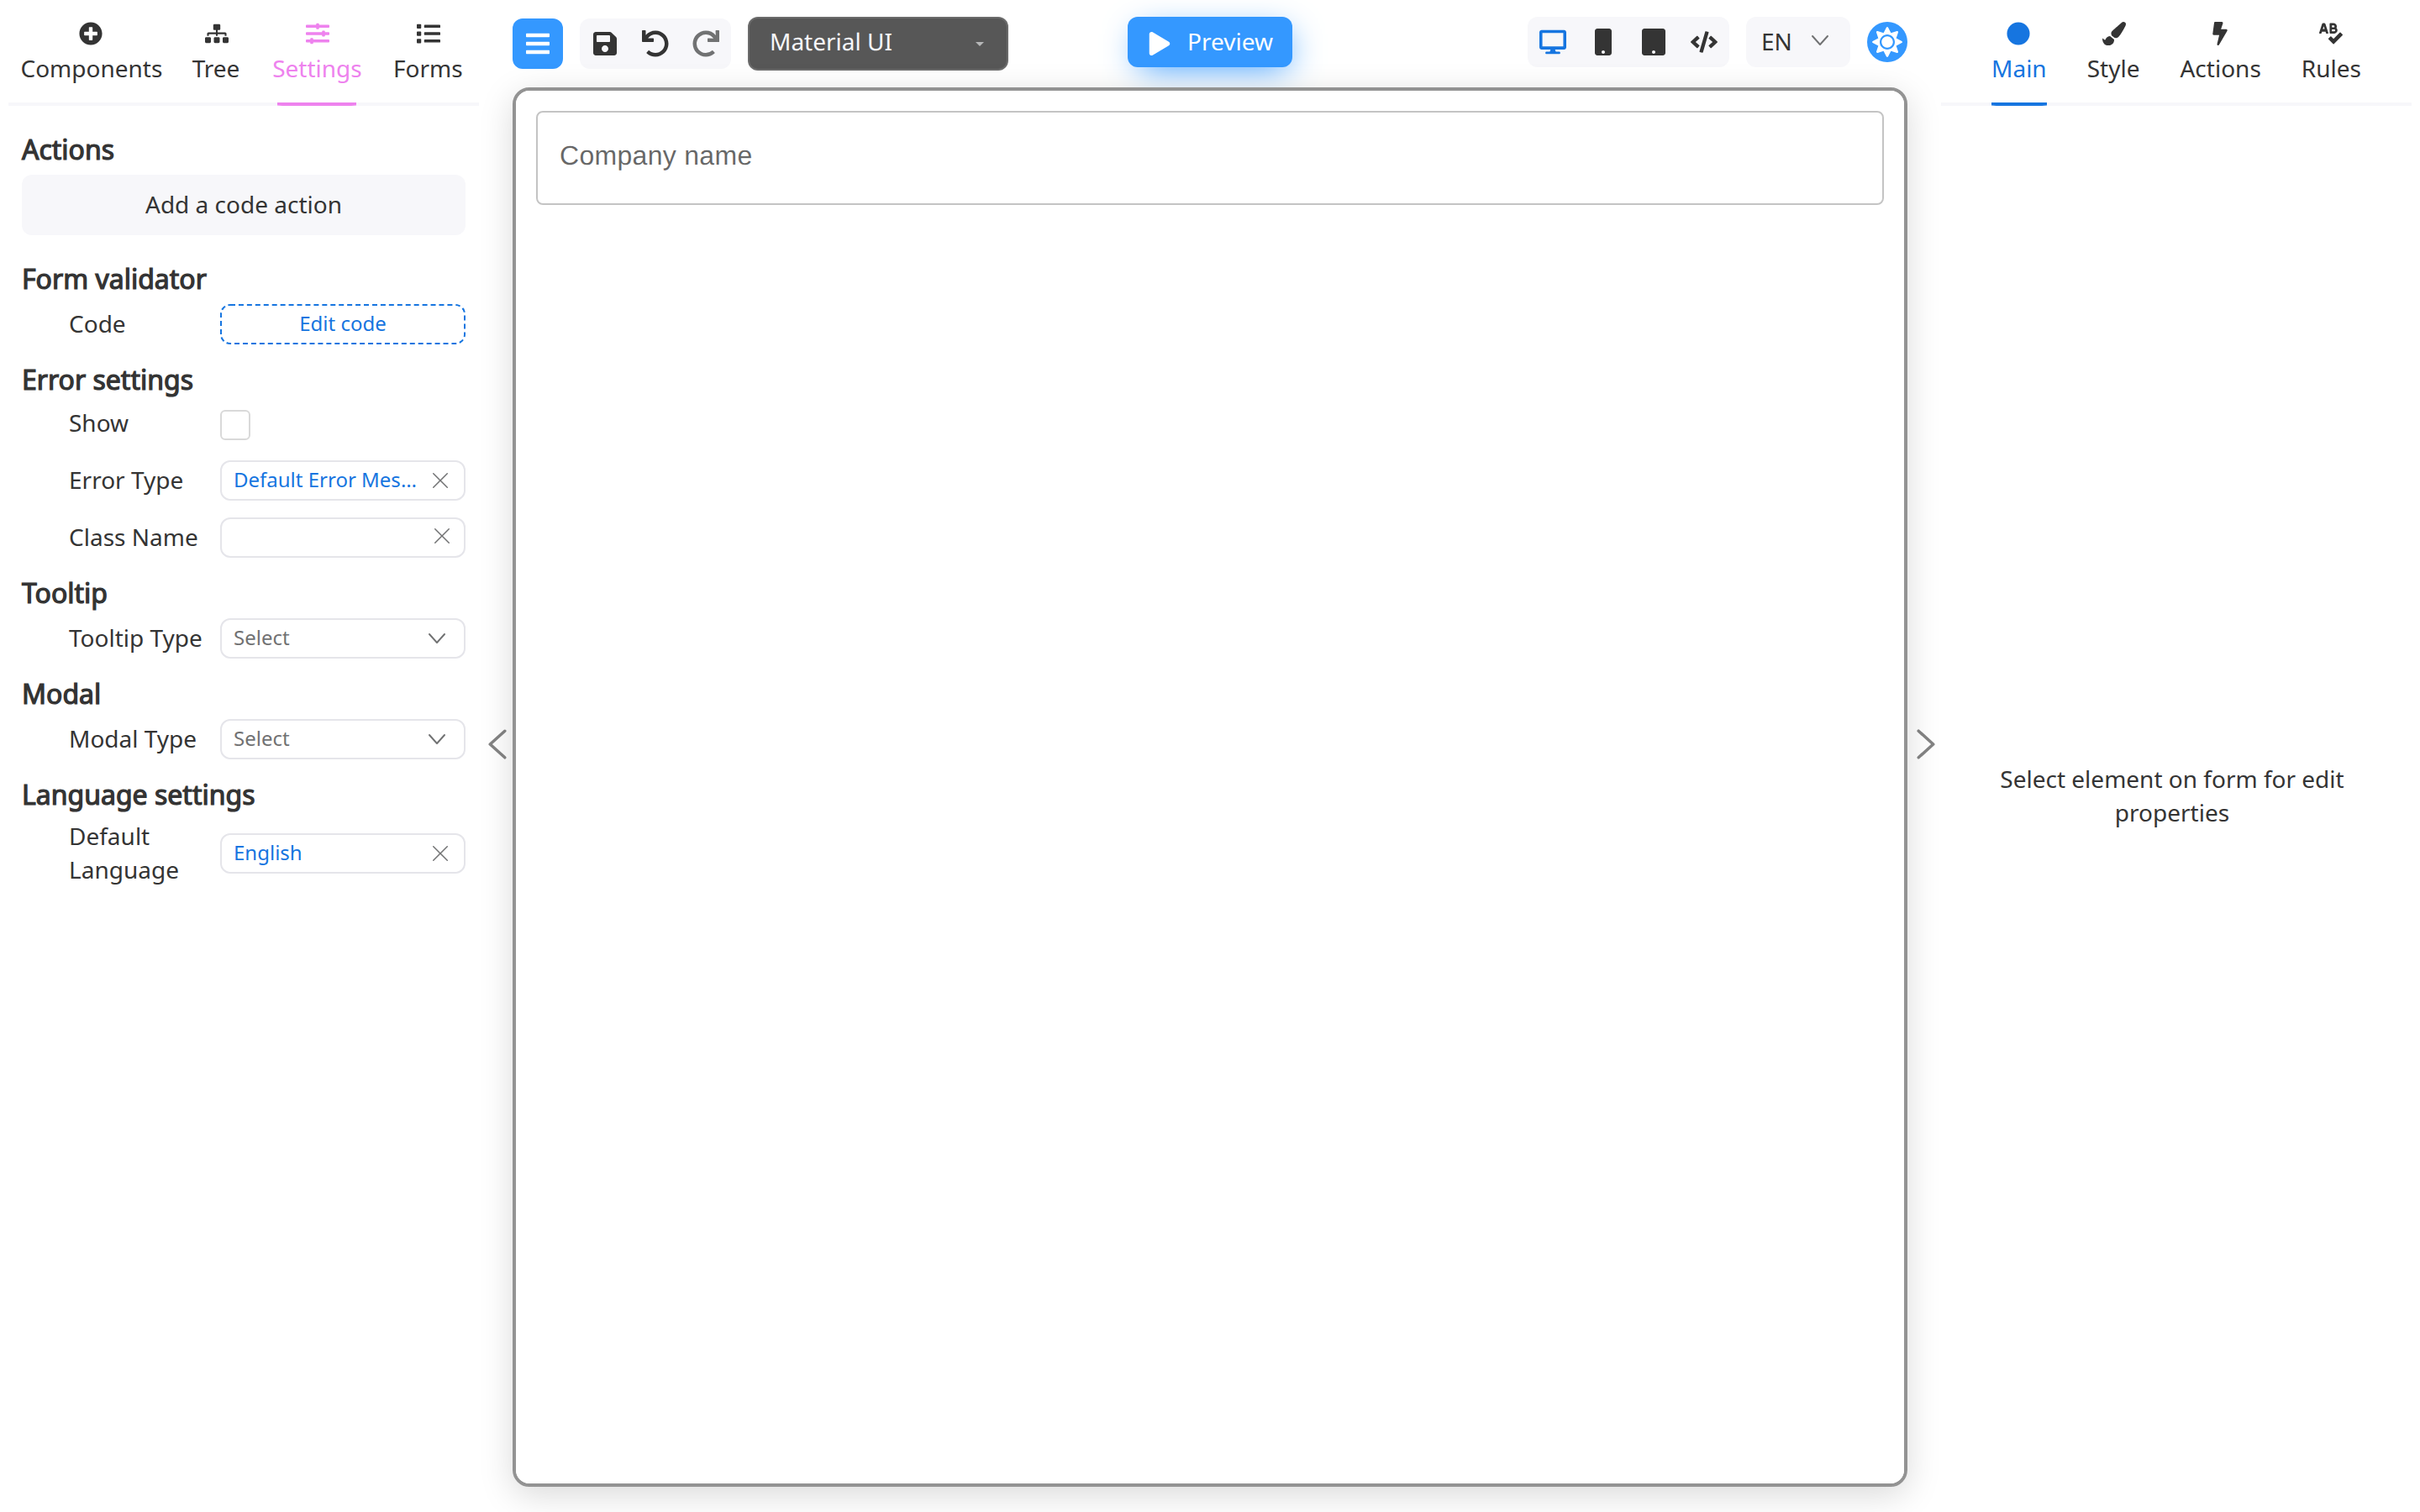 Components
Tree
Settings
Forms
Material UI
Preview
EN
Main
Style
Actions
AB
Rules
Actions
Add a code action
Form validator
Code
Edit code
Error settings
Show
Error Type
Default Error Mes...
Class Name
Tooltip
Tooltip Type
Select
Modal
Modal Type
Select
Language settings
Default
Language
English
Company name
Select element on form for edit
properties